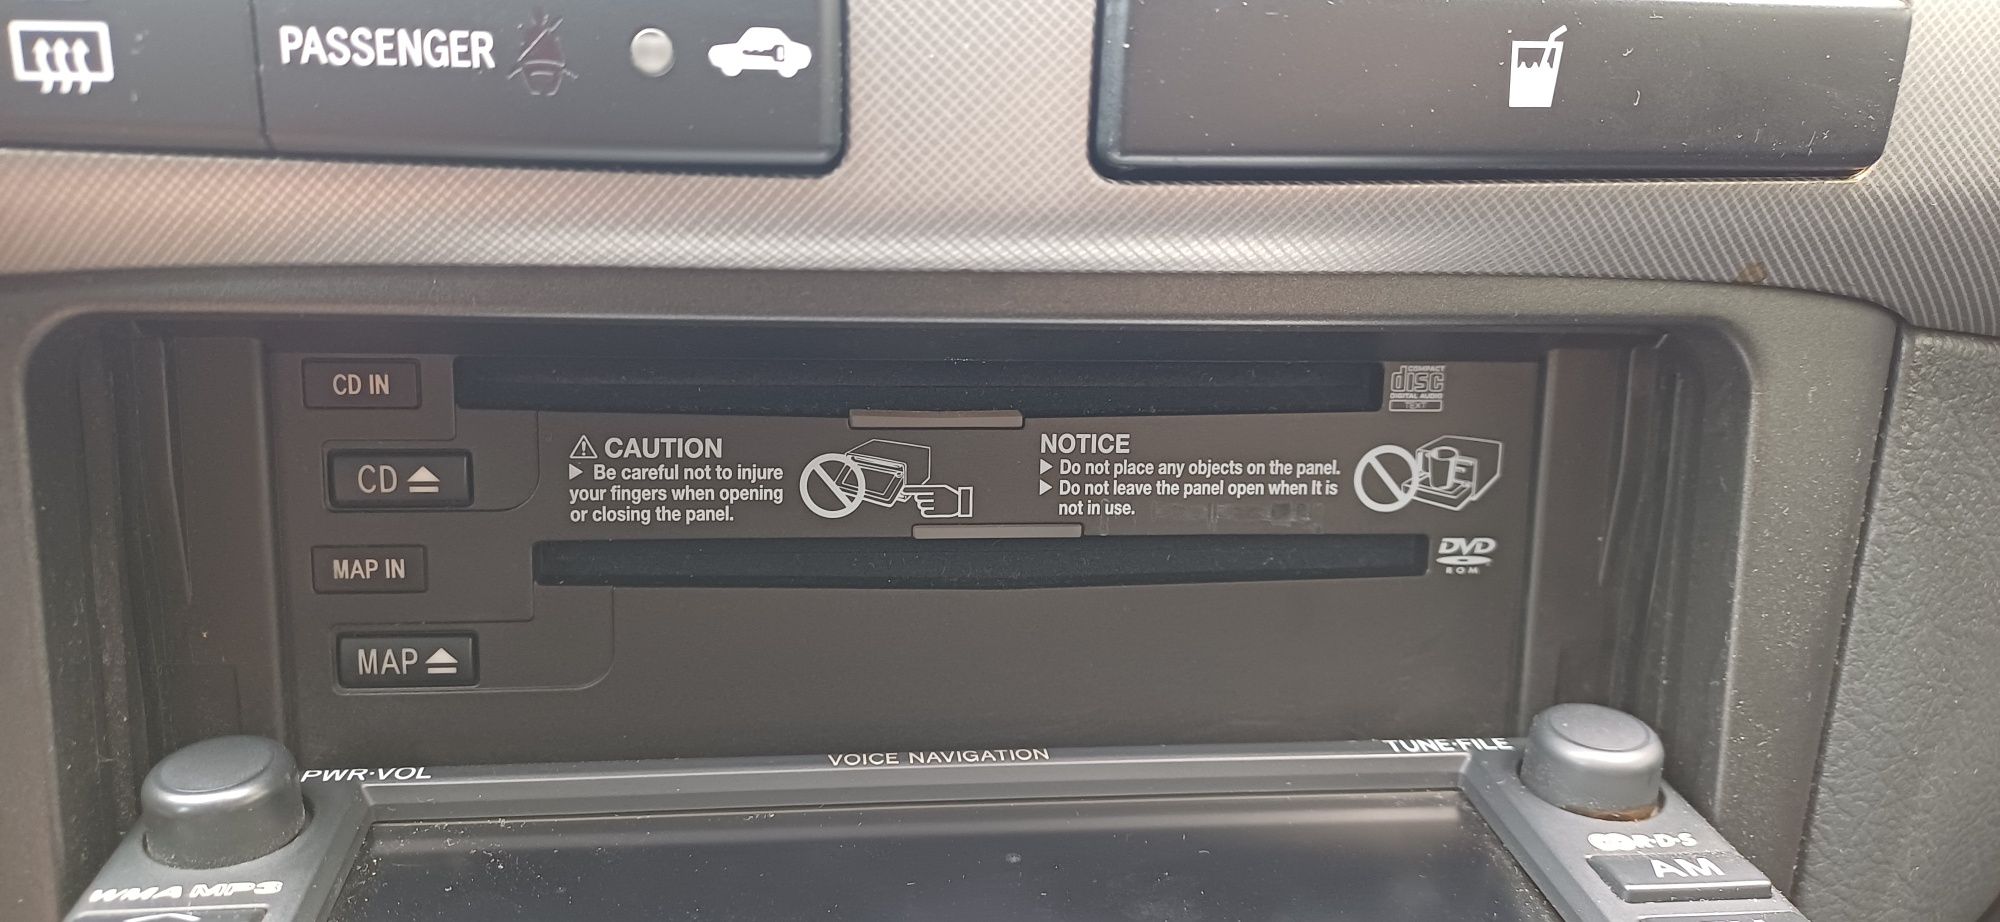 PASSENGER
CD IN
COMPACT
disc
DIGITAL AUDIO
TEXT
CD
CAUTION
Be careful not to injure
your fingers when opening
or closing the panel.
NOTICE
Do not place any objects on the panel.
Do not leave the panel open when It is
not in use.
MAP IN
DVD
ROM
MAP
PWR·VOL
VOICE NAVIGATION
TUNE·FILE
WMA MP3
R·D·S
AM